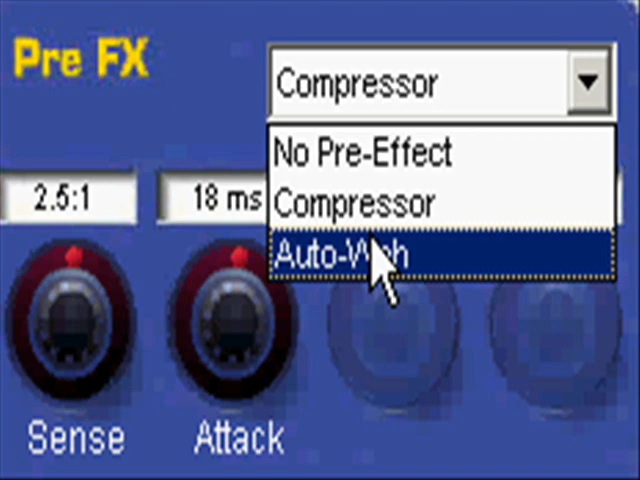 Pre FX
Compressor
No Pre-Effect
2.5:1
18 ms
Compressor
Auto-Wah
Sense
Attack